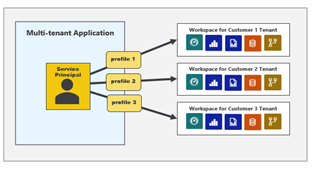 Multi-tenant Application
Service
Principal
profile 1
profile 2
profile 3
Workspace for Customer 1 Tenant
Workspace for Customer 2 Tenant
Workspace for Customer 3 Tenant